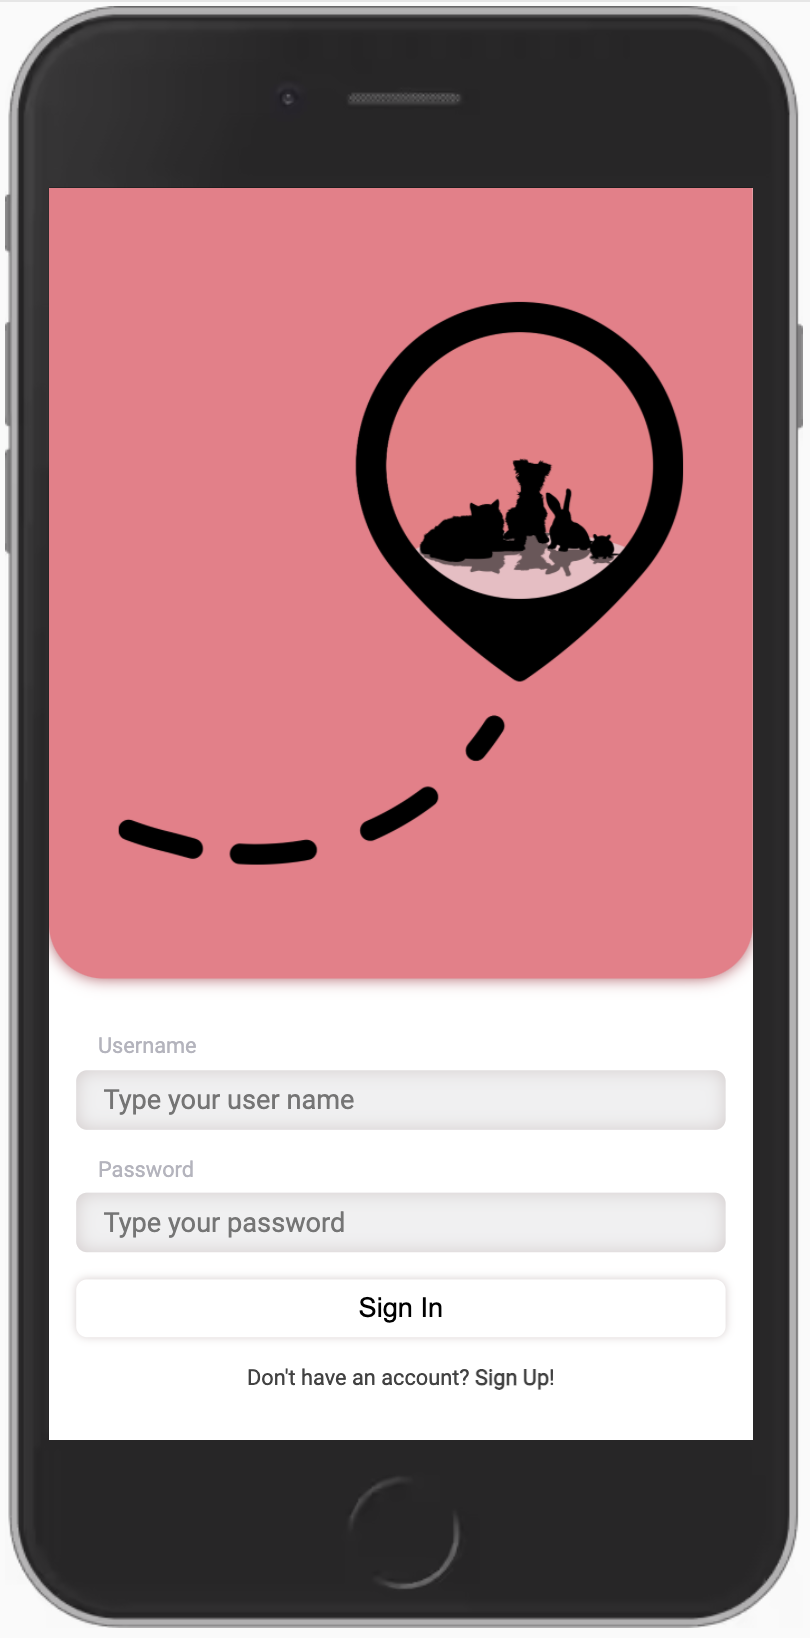 Username
Type your user name
Password
Type your password
Sign In
Don't have an account? Sign Up!